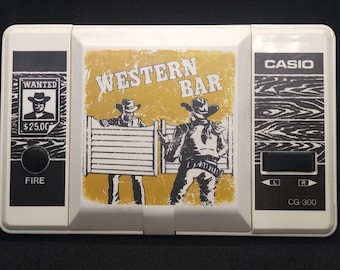 WANTED
$25.00
FIRE
WESTERN
BAR
CASIO
L R
CG-300